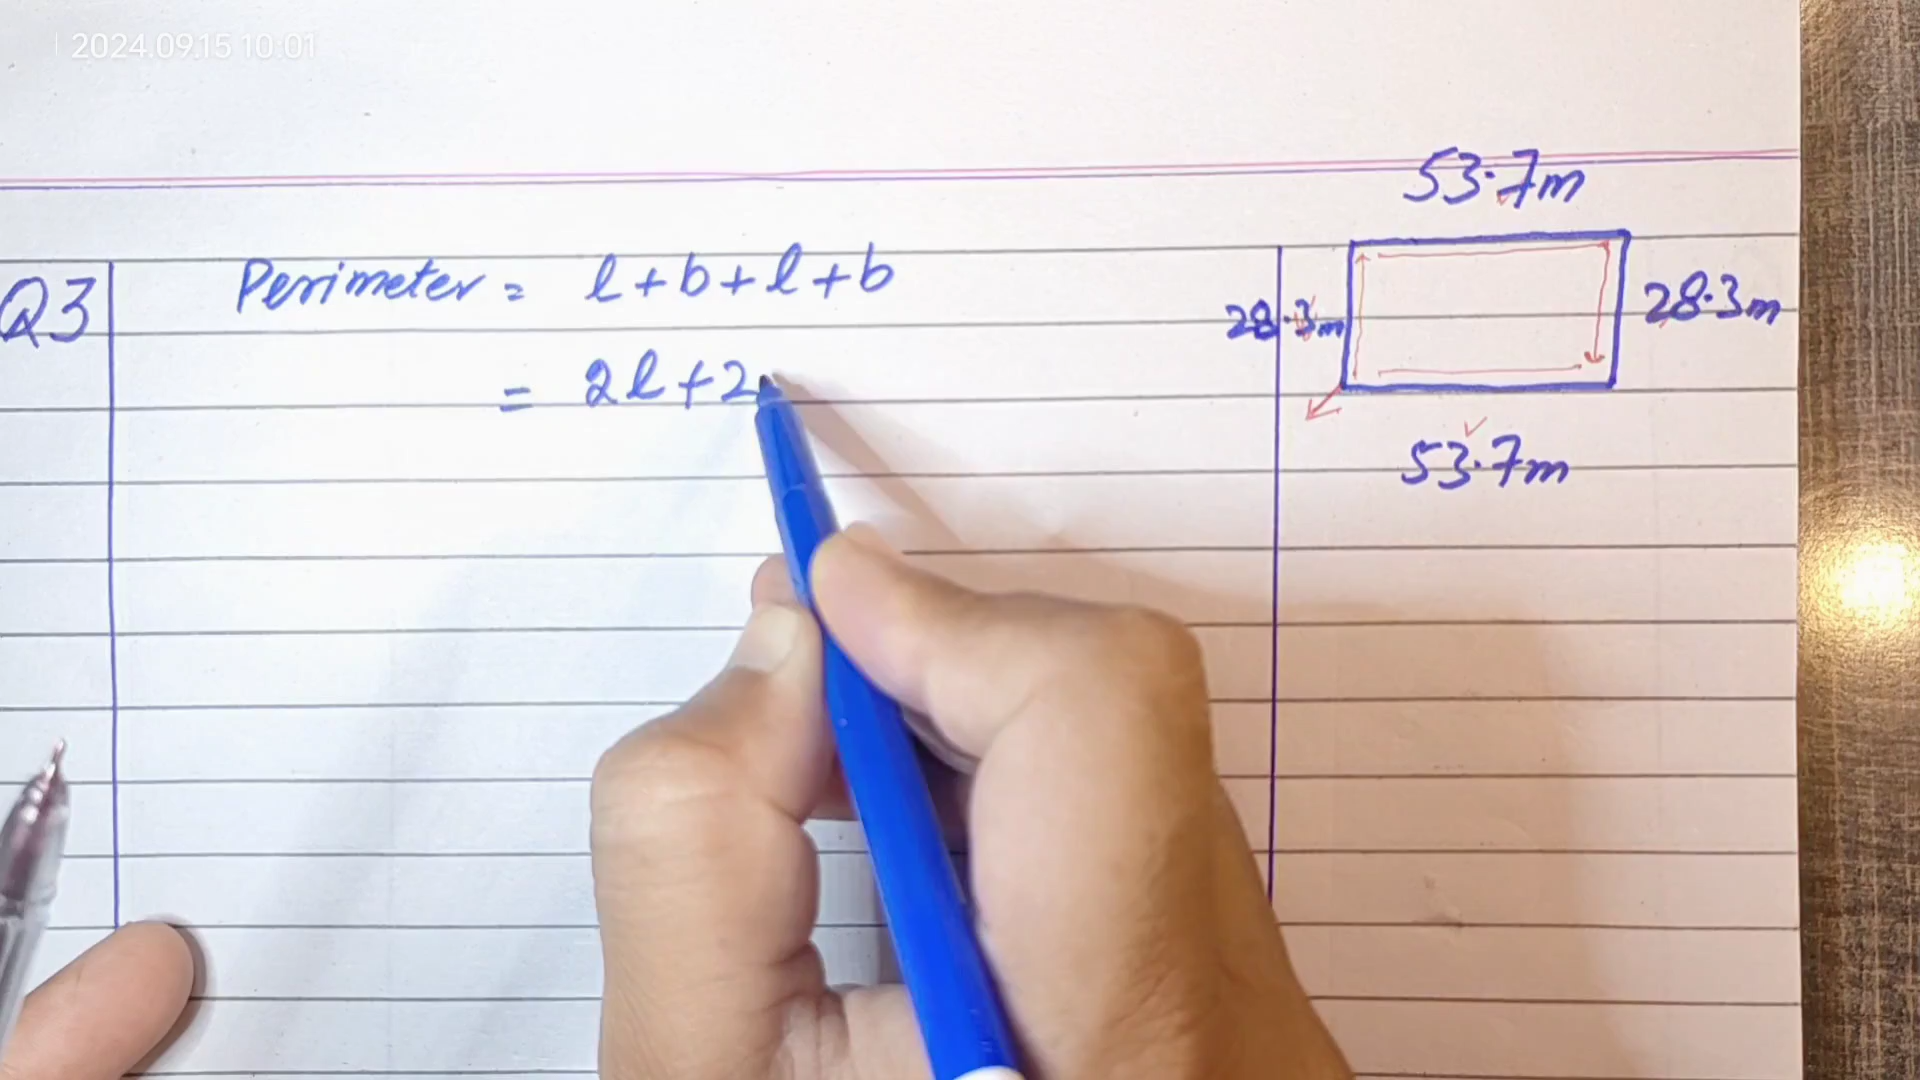 2024.09.15 10:01
53.7m
Q3 Perimeter = l+b+l+b
28.3m 28.3m
= 2l+2
53.7m